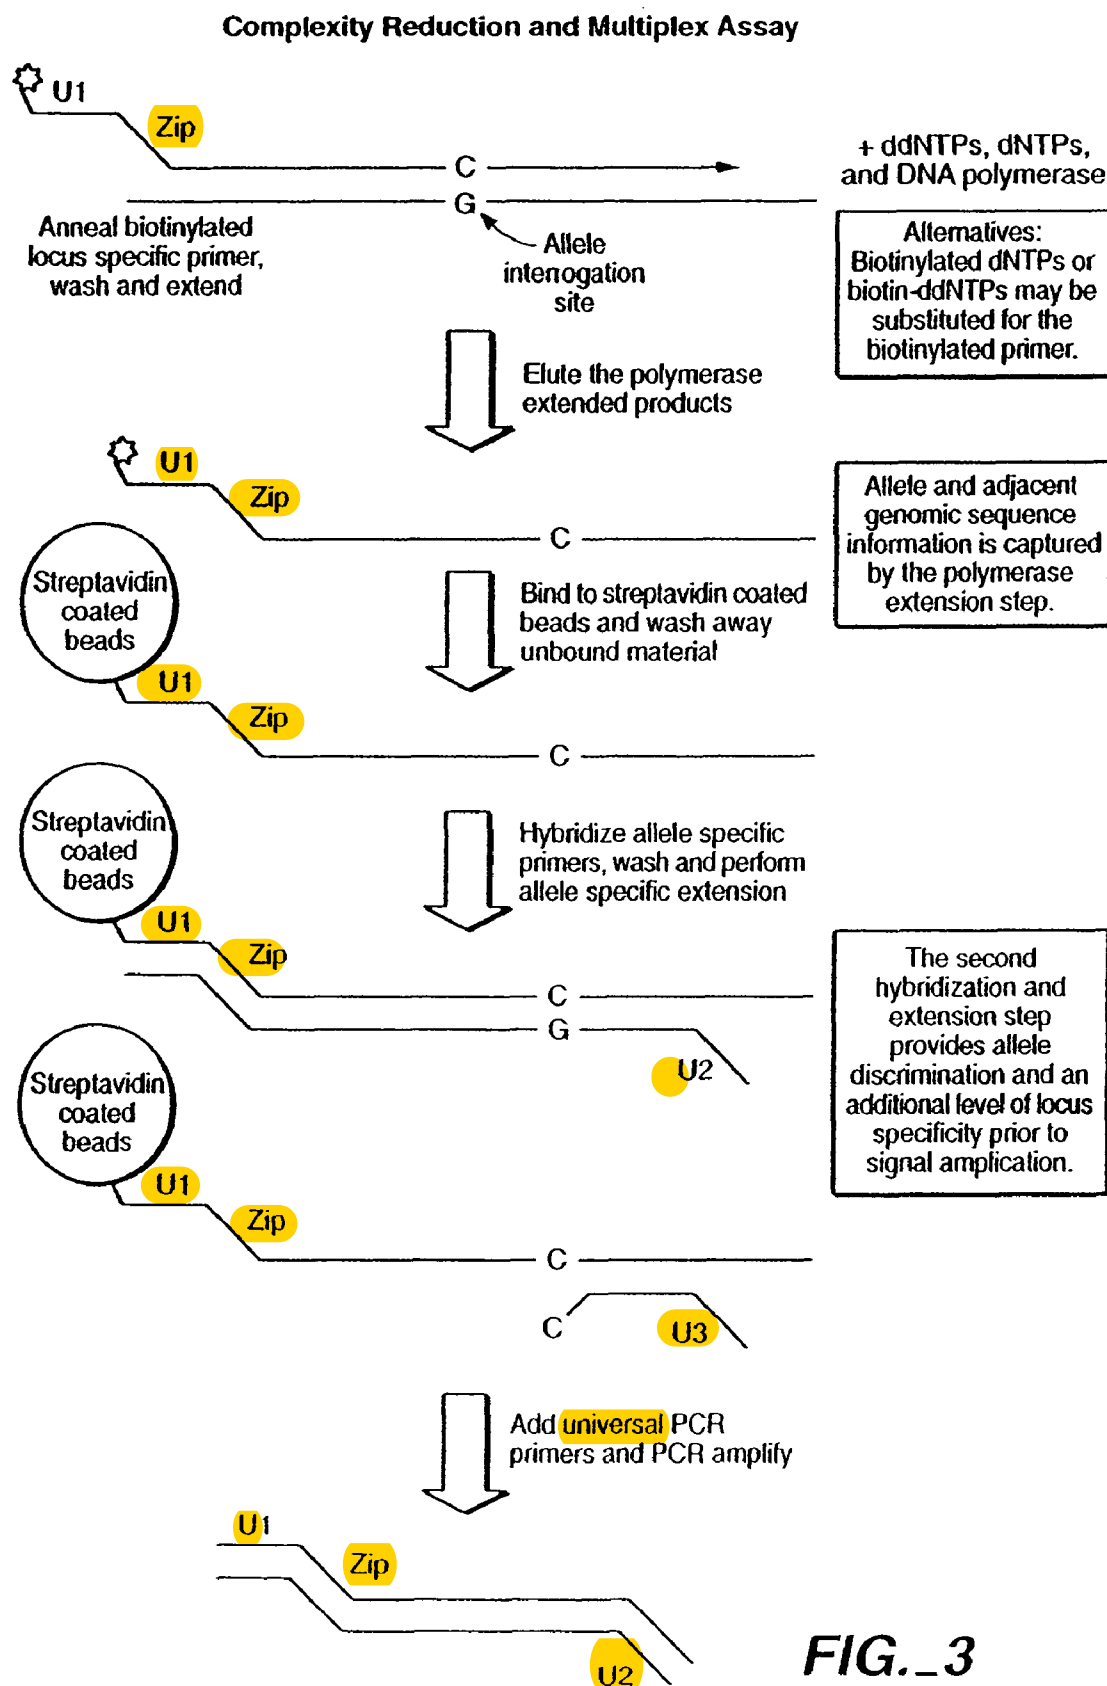 Complexity Reduction and Multiplex Assay
U1
Zip
C
G
+ ddNTPs, dNTPs,
and DNA polymerase
Anneal biotinylated
locus specific primer,
wash and extend
Allele
interrogation
site
Alternatives:
Biotinylated dNTPs or
biotin-ddNTPs may be
substituted for the
biotinylated primer.
Elute the polymerase
extended products
U1
Zip
C
Allele and adjacent
genomic sequence
information is captured
by the polymerase
extension step.
Streptavidin
coated
beads
Bind to streptavidin coated
beads and wash away
unbound material
U1
Zip
C
Streptavidin
coated
beads
Hybridize allele specific
primers, wash and perform
allele specific extension
U1
Zip
C
G
U2
The second
hybridization and
extension step
provides allele
discrimination and an
additional level of locus
specificity prior to
signal amplication.
Streptavidin
coated
beads
U1
Zip
C
C
U3
Add universal PCR
primers and PCR amplify
U1
Zip
U2
FIG._3